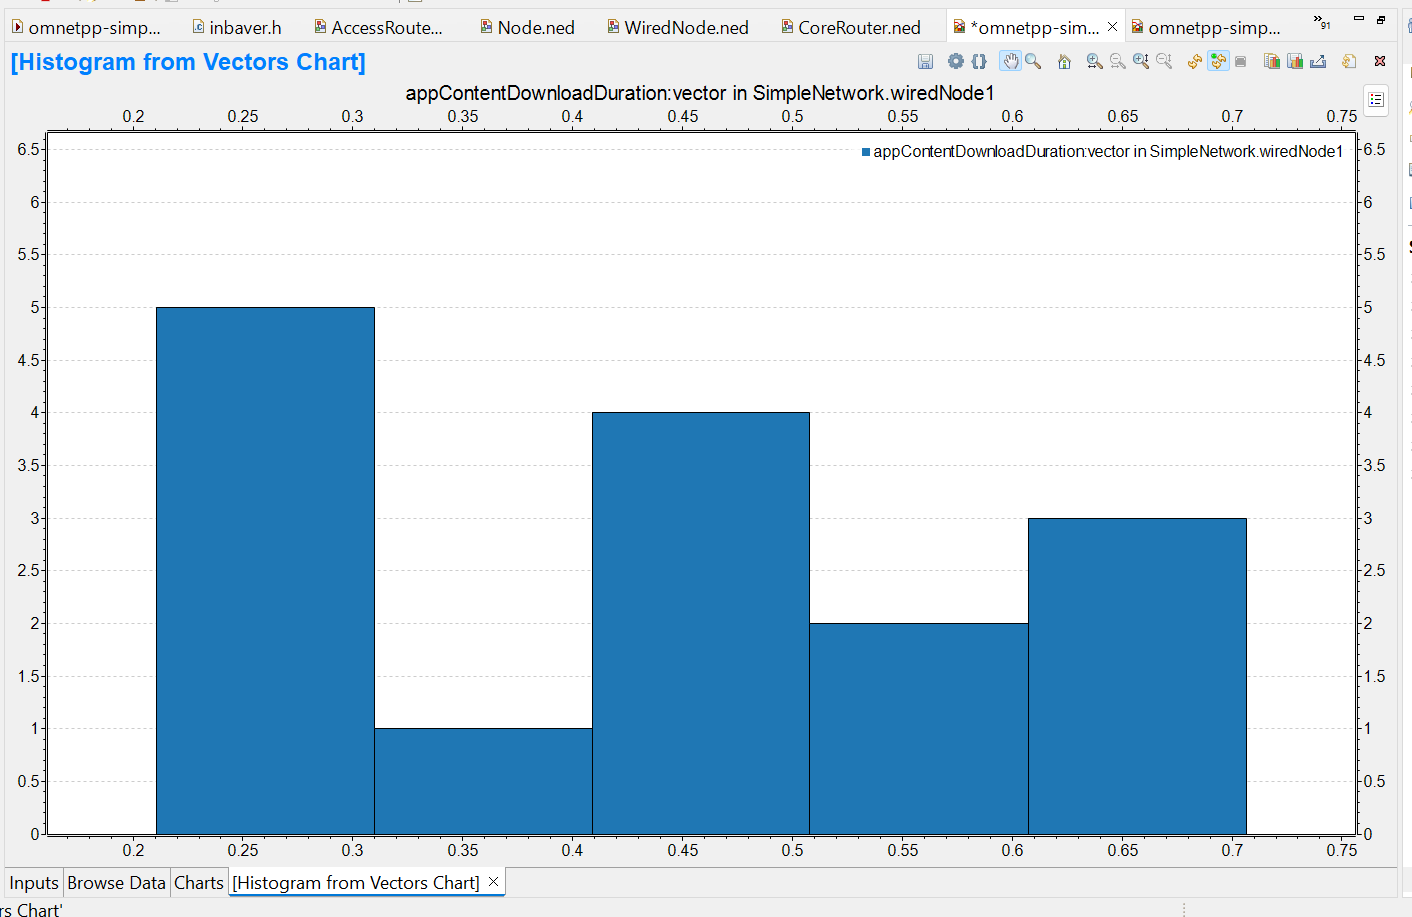 omnetpp-simp... inbaver.h AccessRoute... Node.ned WiredNode.ned CoreRouter.ned *omnetpp-sim... omnetpp-simp... »91
[Histogram from Vectors Chart]
appContentDownloadDuration:vector in SimpleNetwork.wiredNode1
0.2 0.25 0.3 0.35 0.4 0.45 0.5 0.55 0.6 0.65 0.7 0.75
6.5 appContentDownloadDuration:vector in SimpleNetwork.wiredNode1 6.5
6 6
5.5 5.5
5 5
4.5 4.5
4 4
3.5 3.5
3 3
2.5 2.5
2 2
1.5 1.5
1 1
0.5 0.5
0 0
0.2 0.25 0.3 0.35 0.4 0.45 0.5 0.55 0.6 0.65 0.7 0.75
Inputs Browse Data Charts [Histogram from Vectors Chart]
rs Chart'